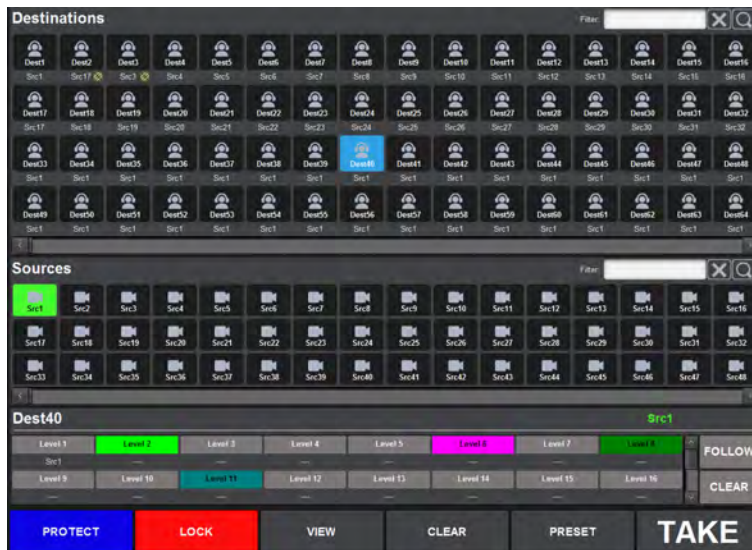 Destinations Filter:
Dest1 Dest2 Dest3 Dest4 Dest5 Dest6 Dest7 Dest8 Dest9 Dest10 Dest11 Dest12 Dest13 Dest14 Dest15 Dest16
Src1 Src17 Src3 Src4 Src5 Src6 Src7 Src8 Src9 Src10 Src11 Src12 Src13 Src14 Src15 Src16
Dest17 Dest18 Dest19 Dest20 Dest21 Dest22 Dest23 Dest24 Dest25 Dest26 Dest27 Dest28 Dest29 Dest30 Dest31 Dest32
Src17 Src18 Src19 Src20 Src21 Src22 Src23 Src24 Src25 Src26 Src27 Src28 Src29 Src30 Src31 Src32
Dest33 Dest34 Dest35 Dest36 Dest37 Dest38 Dest39 Dest40 Dest41 Dest42 Dest43 Dest44 Dest45 Dest46 Dest47 Dest48
Src1 Src1 Src1 Src1 Src1 Src1 Src1 Src1 Src1 Src1 Src1 Src1 Src1 Src1 Src1 Src1
Dest49 Dest50 Dest51 Dest52 Dest53 Dest54 Dest55 Dest56 Dest57 Dest58 Dest59 Dest60 Dest61 Dest62 Dest63 Dest64
Src1 Src1 Src1 Src1 Src1 Src1 Src1 Src1 Src1 Src1 Src1 Src1 Src1 Src1 Src1 Src1
Sources Filter:
Src1 Src2 Src3 Src4 Src5 Src6 Src7 Src8 Src9 Src10 Src11 Src12 Src13 Src14 Src15 Src16
Src17 Src18 Src19 Src20 Src21 Src22 Src23 Src24 Src25 Src26 Src27 Src28 Src29 Src30 Src31 Src32
Src33 Src34 Src35 Src36 Src37 Src38 Src39 Src40 Src41 Src42 Src43 Src44 Src45 Src46 Src47 Src48
Dest40 Src1
Level 1 Level 2 Level 3 Level 4 Level 5 Level 6 Level 7 Level 8
FOLLOW
Src1 — — — — — — —
Level 9 Level 10 Level 11 Level 12 Level 13 Level 14 Level 15 Level 16
CLEAR
— — — — — — — —
PROTECT LOCK VIEW CLEAR PRESET TAKE